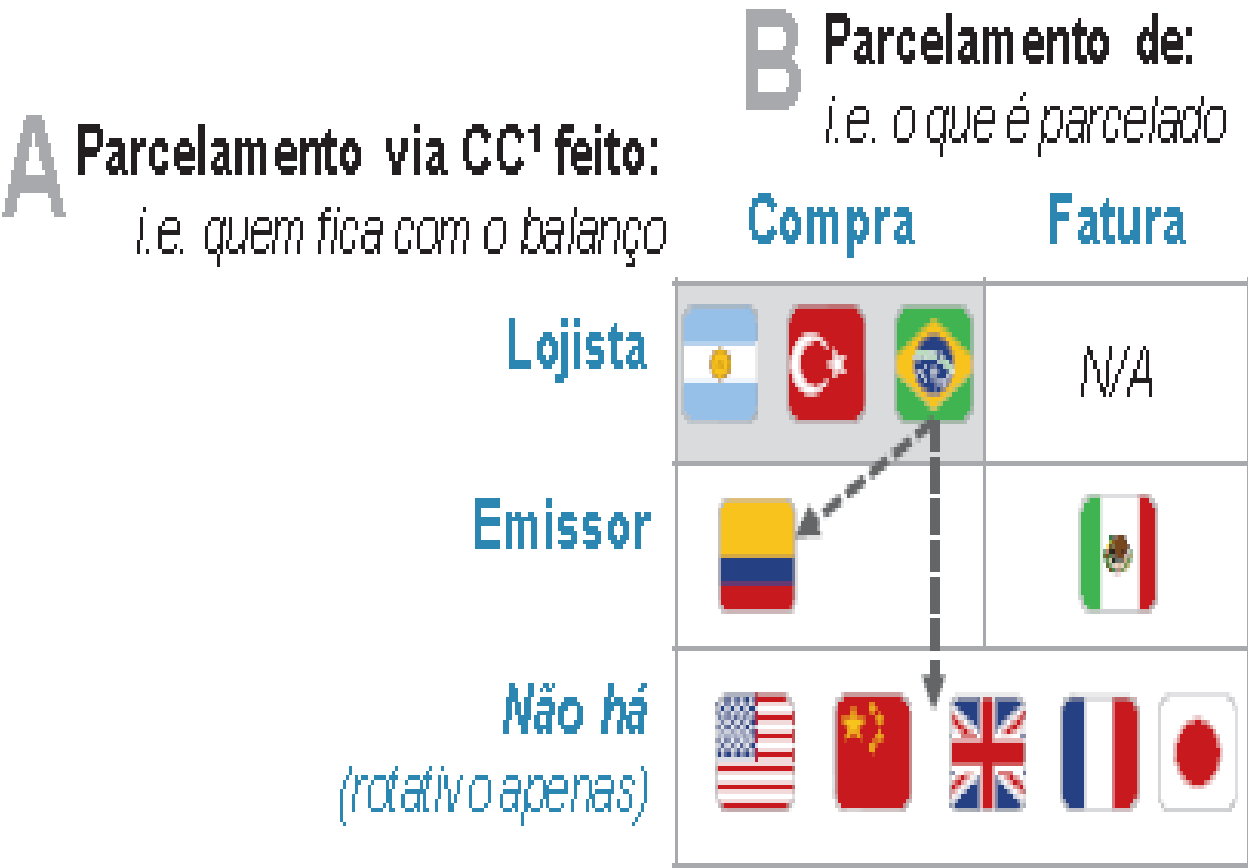 B Parcelamento de:
i.e. o que é parcelado
A Parcelamento via CC¹ feito:
i.e. quem fica com o balanço
Compra Fatura
Lojista
N/A
Emissor
Não há
(rotativo apenas)